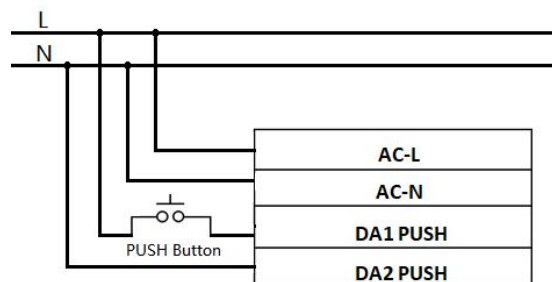 L
N
AC-L
AC-N
DA1 PUSH
PUSH Button
DA2 PUSH